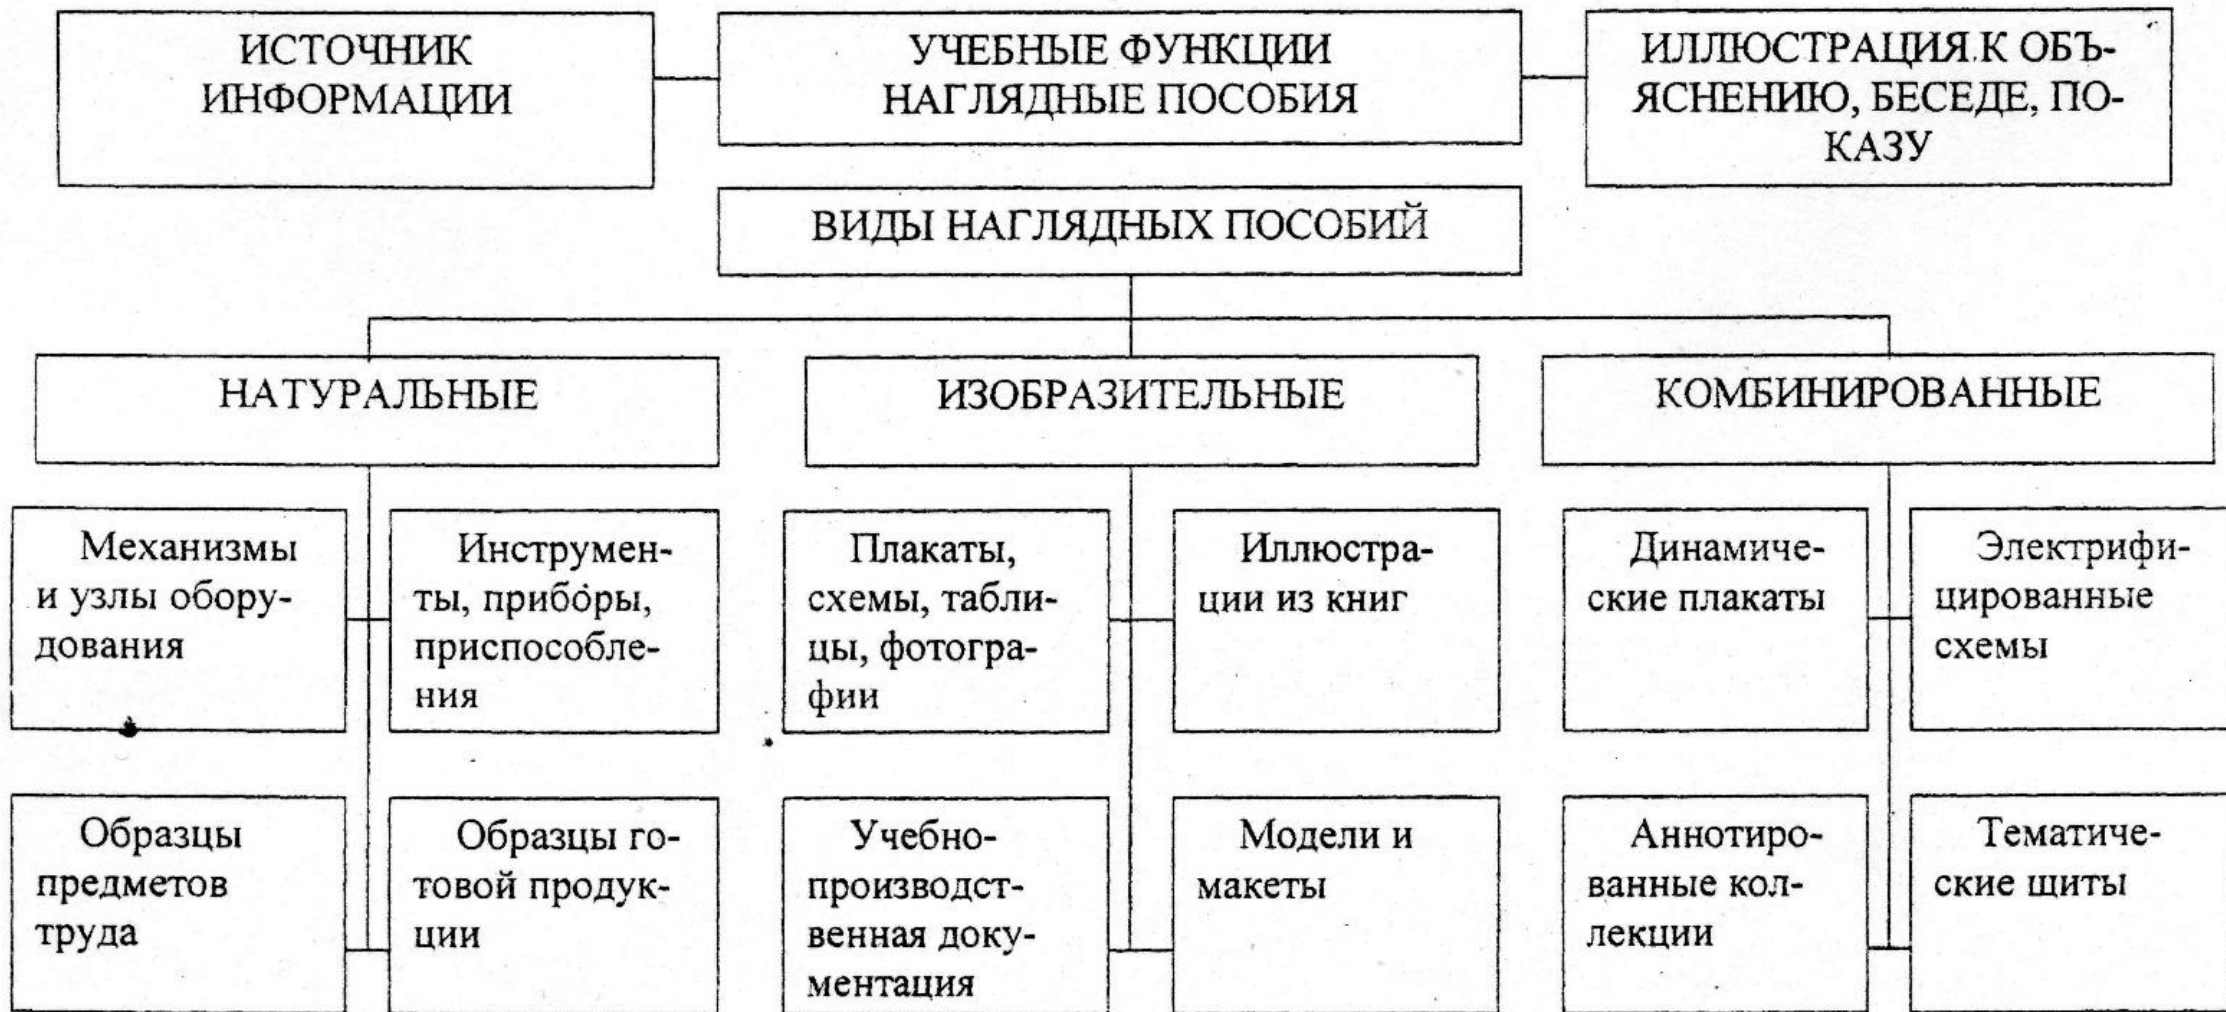 ИСТОЧНИК
ИНФОРМАЦИИ
УЧЕБНЫЕ ФУНКЦИИ
НАГЛЯДНЫЕ ПОСОБИЯ
ИЛЛЮСТРАЦИЯ.К ОБЪ-
ЯСНЕНИЮ, БЕСЕДЕ, ПО-
КАЗУ
ВИДЫ НАГЛЯДНЫХ ПОСОБИЙ
НАТУРАЛЬНЫЕ
ИЗОБРАЗИТЕЛЬНЫЕ
КОМБИНИРОВАННЫЕ
Механизмы
и узлы обору-
дования
Инструмен-
ты, приборы,
приспособле-
ния
Плакаты,
схемы, табли-
цы, фотогра-
фии
Иллюстра-
ции из книг
Динамиче-
ские плакаты
Электрифи-
цированные
схемы
Образцы
предметов
труда
Образцы го-
товой продук-
ции
Учебно-
производст-
венная доку-
ментация
Модели и
макеты
Аннотиро-
ванные кол-
лекции
Тематиче-
ские щиты